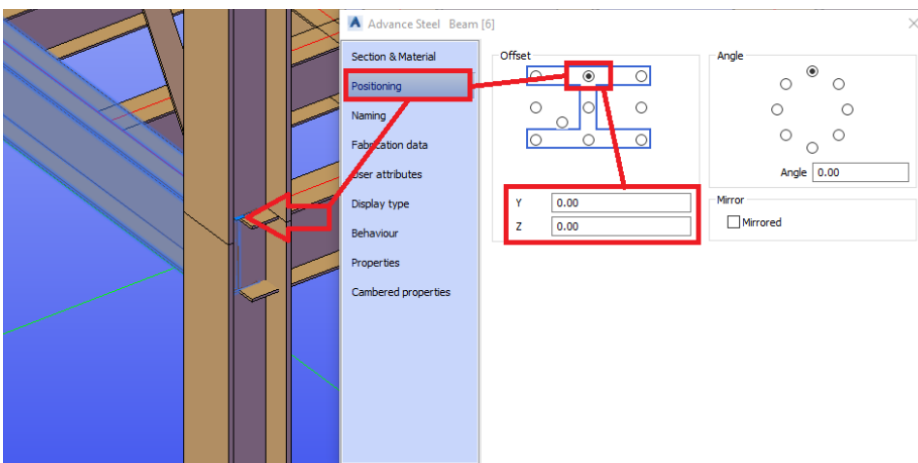 Advance Steel   Beam [6]
Section & Material
Positioning
Naming
Fabrication data
User attributes
Display type
Behaviour
Properties
Cambered properties
Offset
Y 0.00
Z 0.00
Angle
Angle 0.00
Mirror
Mirrored